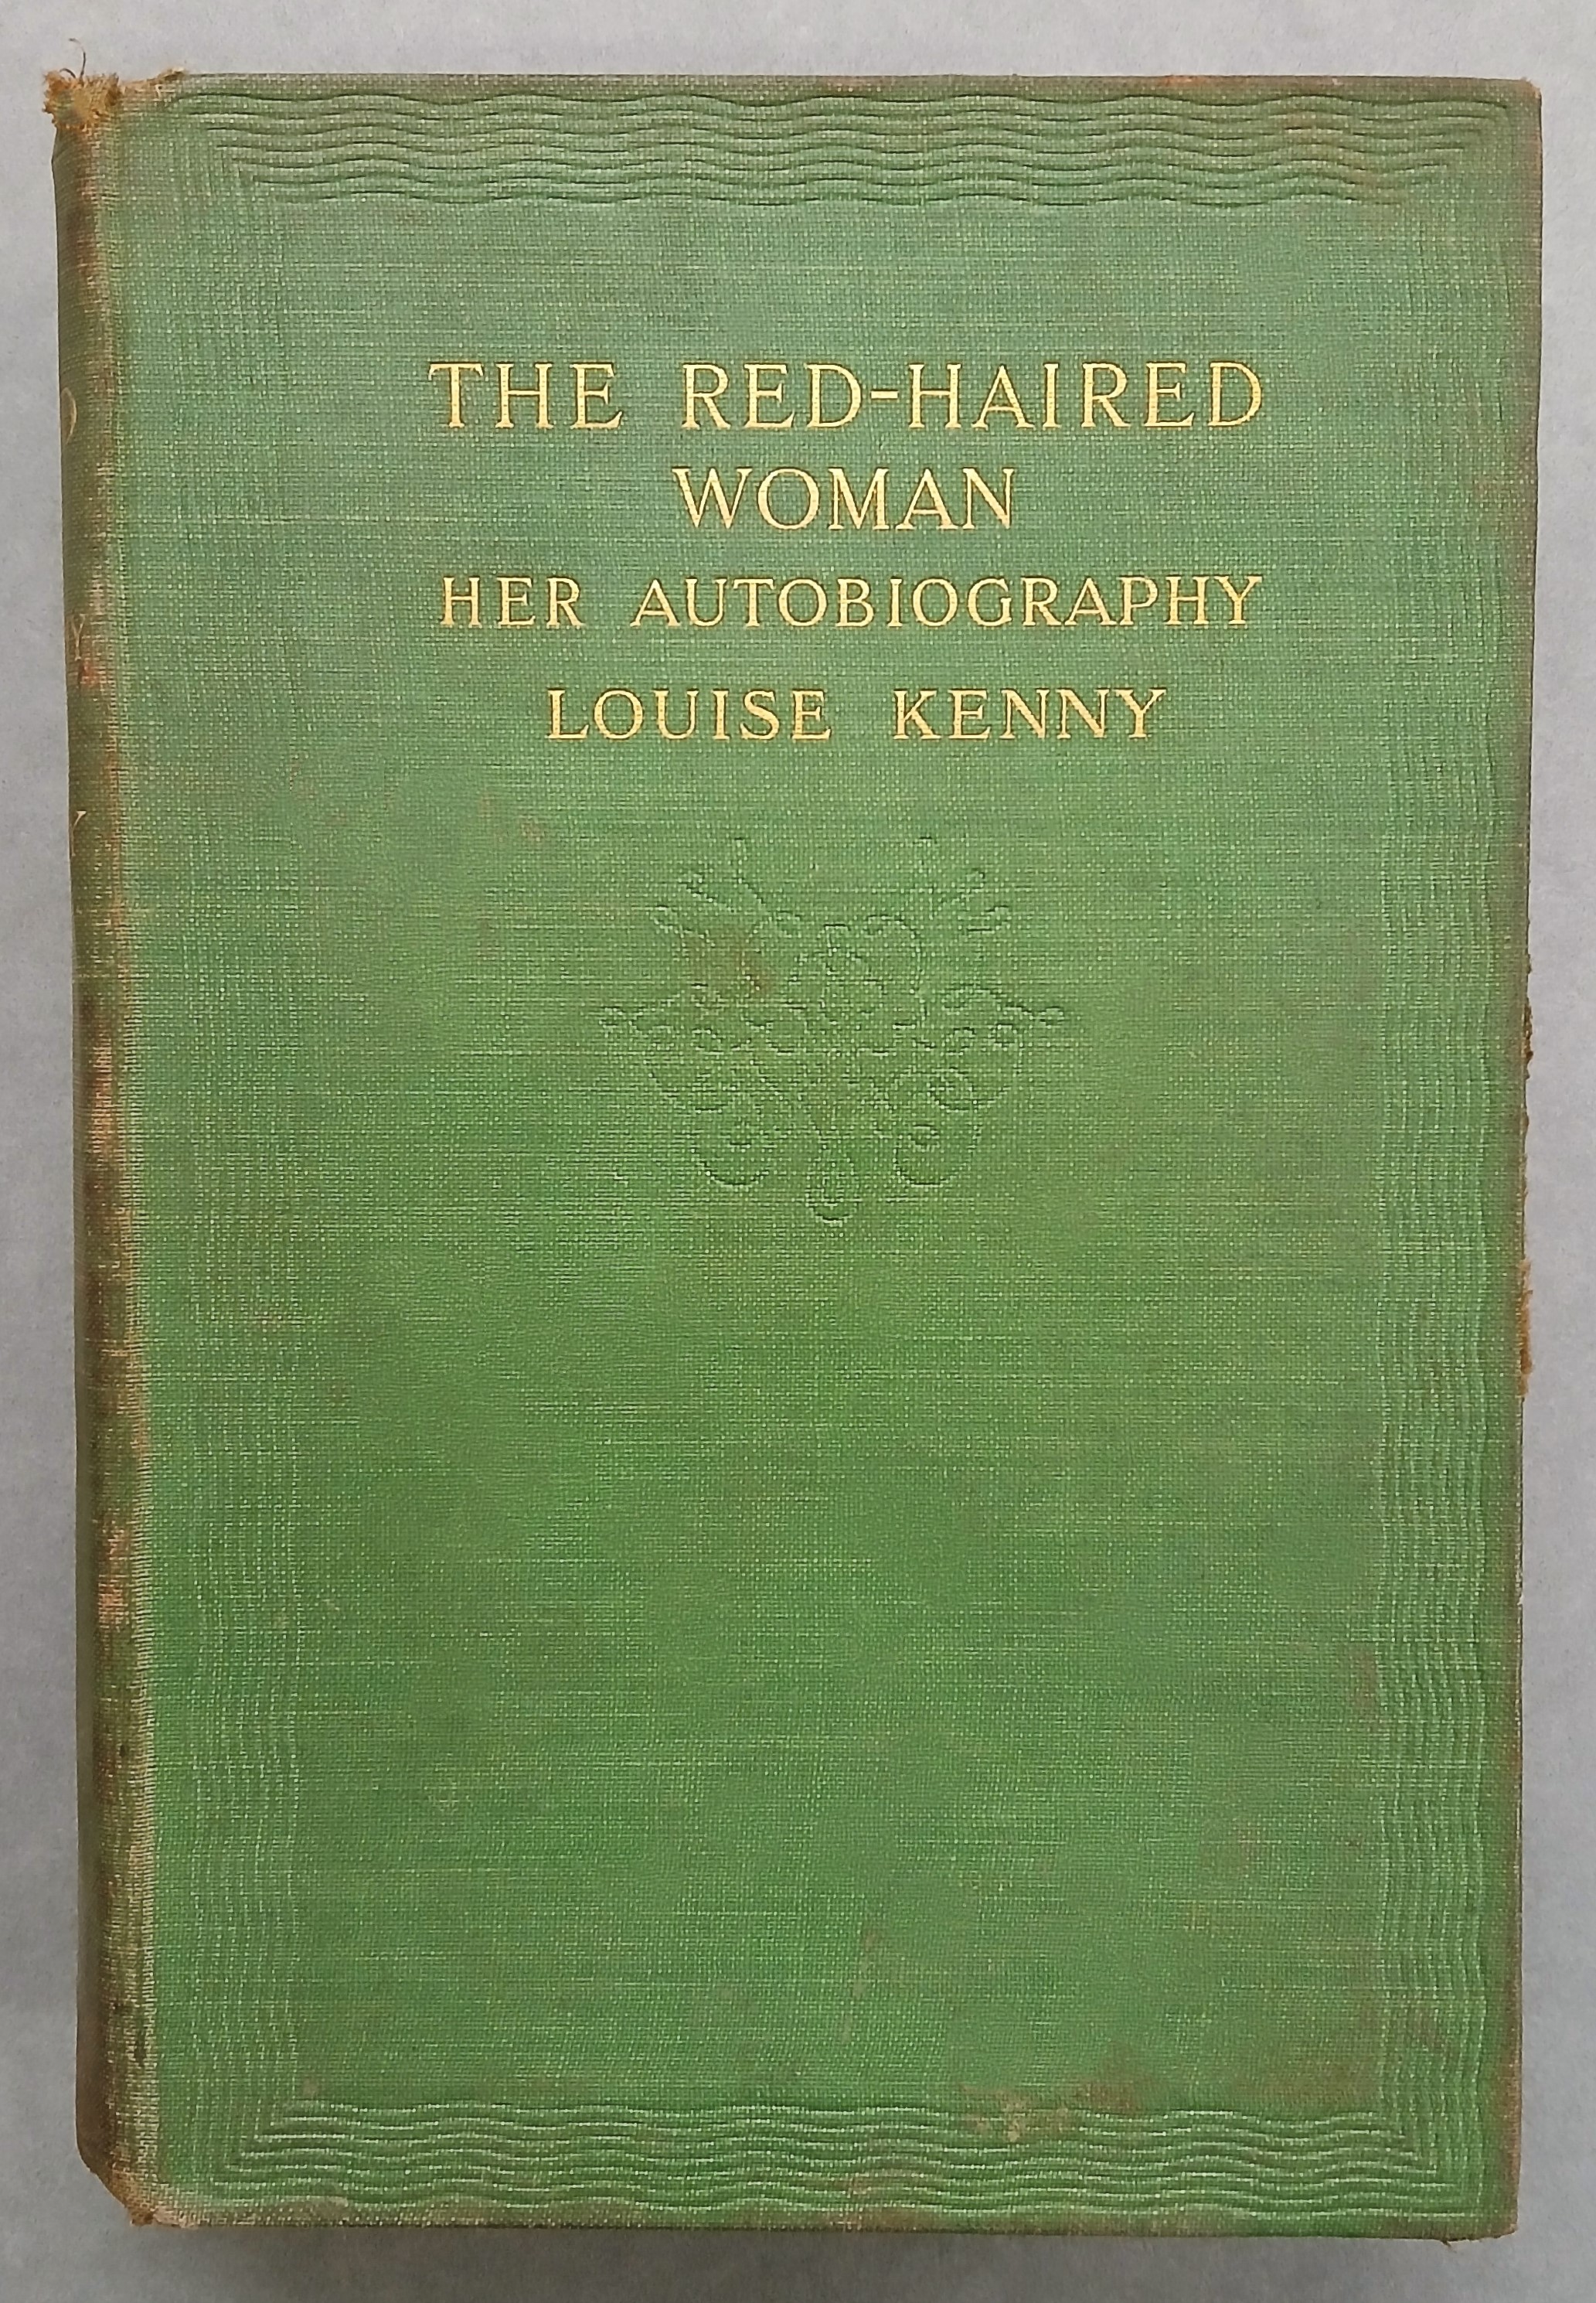 THE RED-HAIRED
WOMAN
HER AUTOBIOGRAPHY
LOUISE KENNY